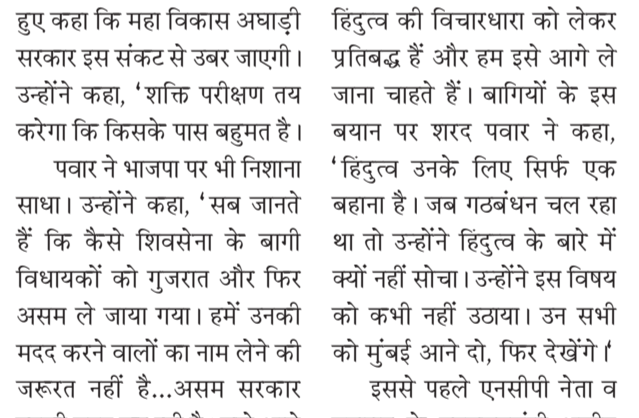 हुए कहा कि महा विकास अघाड़ी
सरकार इस संकट से उबर जाएगी।
उन्होंने कहा, ‘शक्ति परीक्षण तय
करेगा कि किसके पास बहुमत है।
पवार ने भाजपा पर भी निशाना
साधा। उन्होंने कहा, ‘सब जानते
हैं कि कैसे शिवसेना के बागी
विधायकों को गुजरात और फिर
असम ले जाया गया। हमें उनकी
मदद करने वालों का नाम लेने की
जरूरत नहीं है...असम सरकार
हिंदुत्व की विचारधारा को लेकर
प्रतिबद्ध हैं और हम इसे आगे ले
जाना चाहते हैं। बागियों के इस
बयान पर शरद पवार ने कहा,
‘हिंदुत्व उनके लिए सिर्फ एक
बहाना है। जब गठबंधन चल रहा
था तो उन्होंने हिंदुत्व के बारे में
क्यों नहीं सोचा। उन्होंने इस विषय
को कभी नहीं उठाया। उन सभी
को मुंबई आने दो, फिर देखेंगे।‘
इससे पहले एनसीपी नेता व